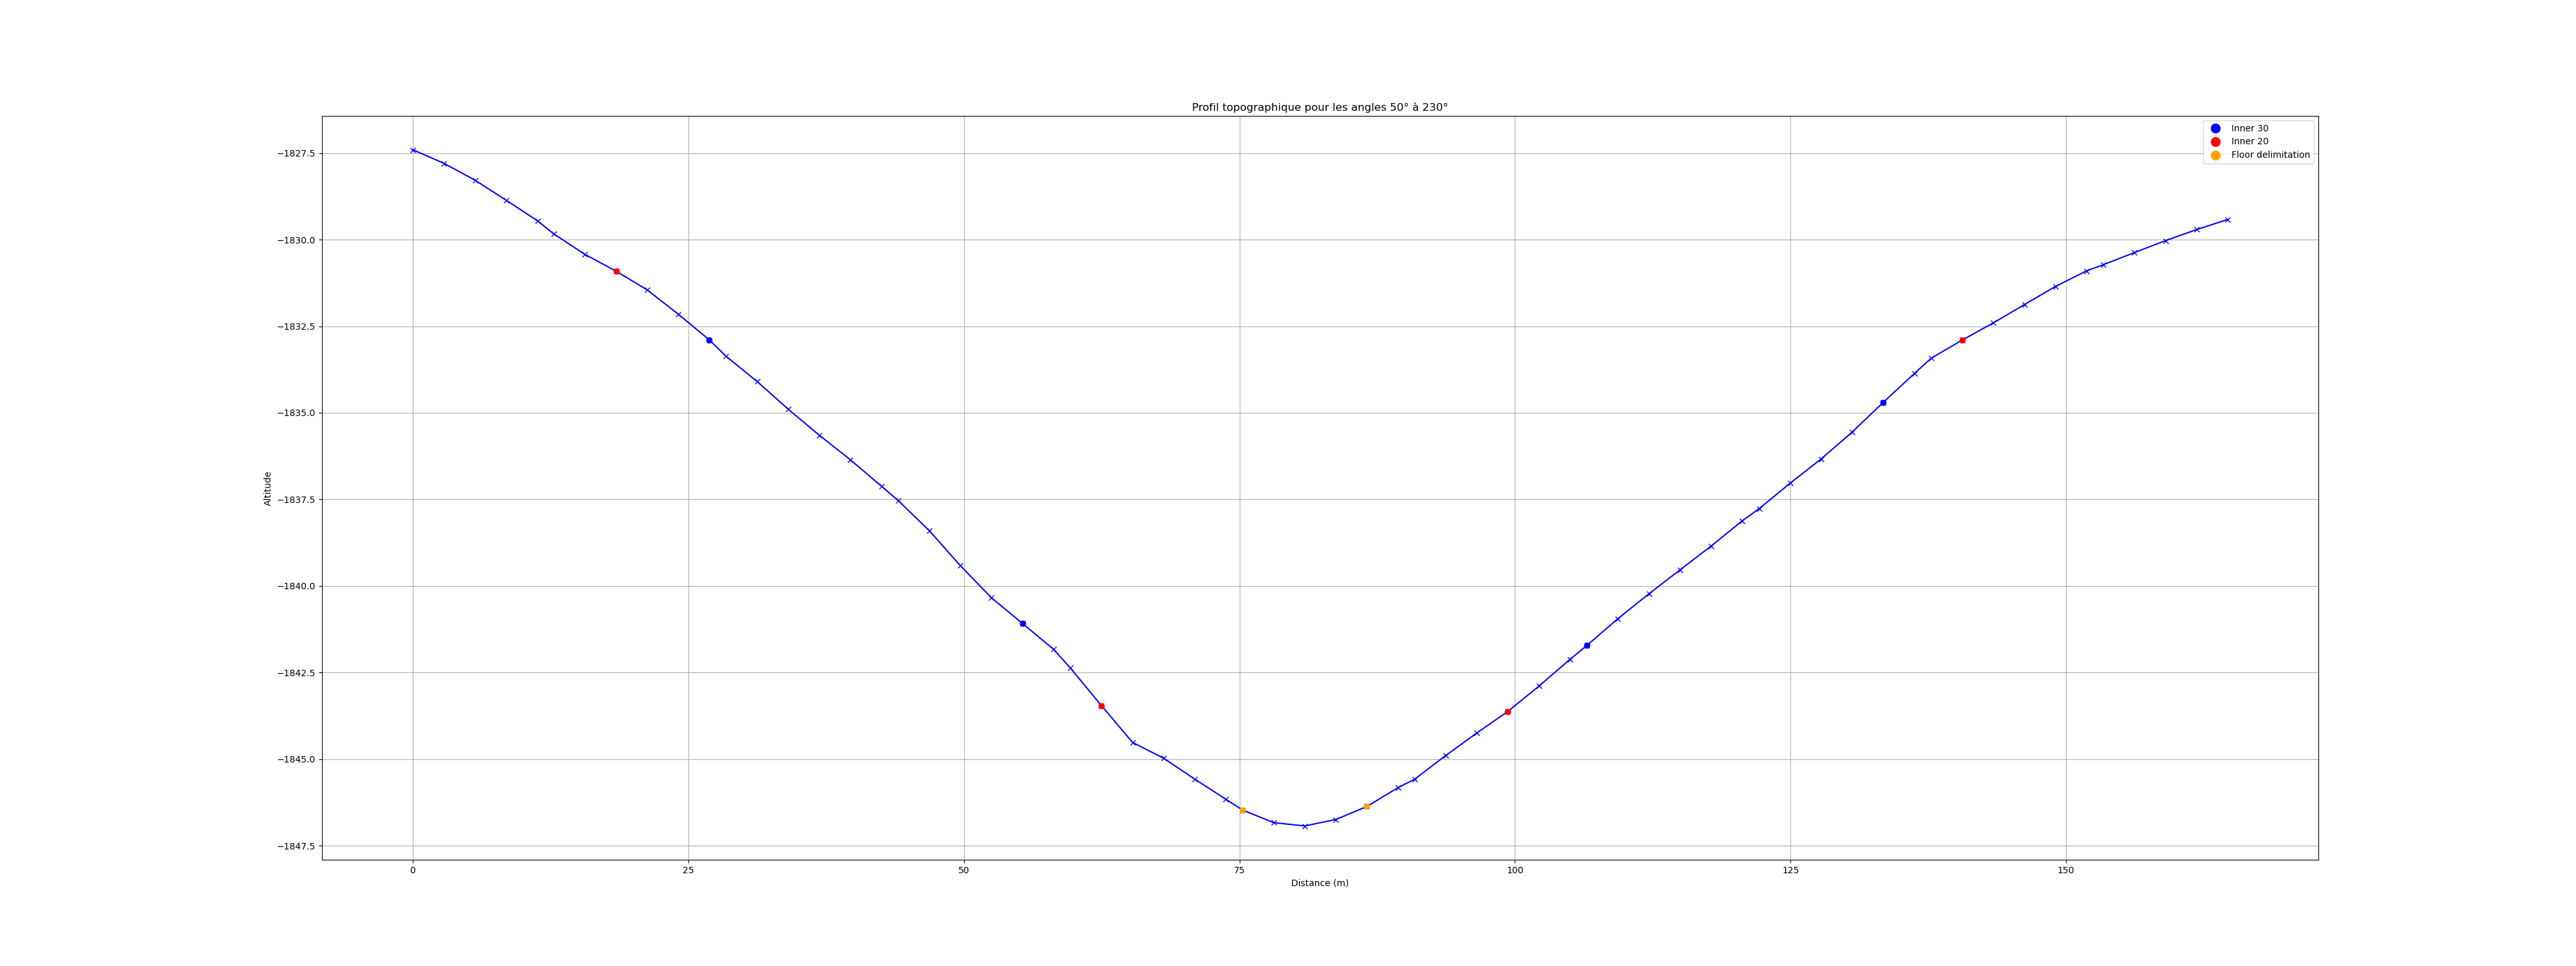 Profil topographique pour les angles 50° à 230°
Inner 30
Inner 20
Floor delimitation
Altitude
−1827.5
−1830.0
−1832.5
−1835.0
−1837.5
−1840.0
−1842.5
−1845.0
−1847.5
0 25 50 75 100 125 150
Distance (m)